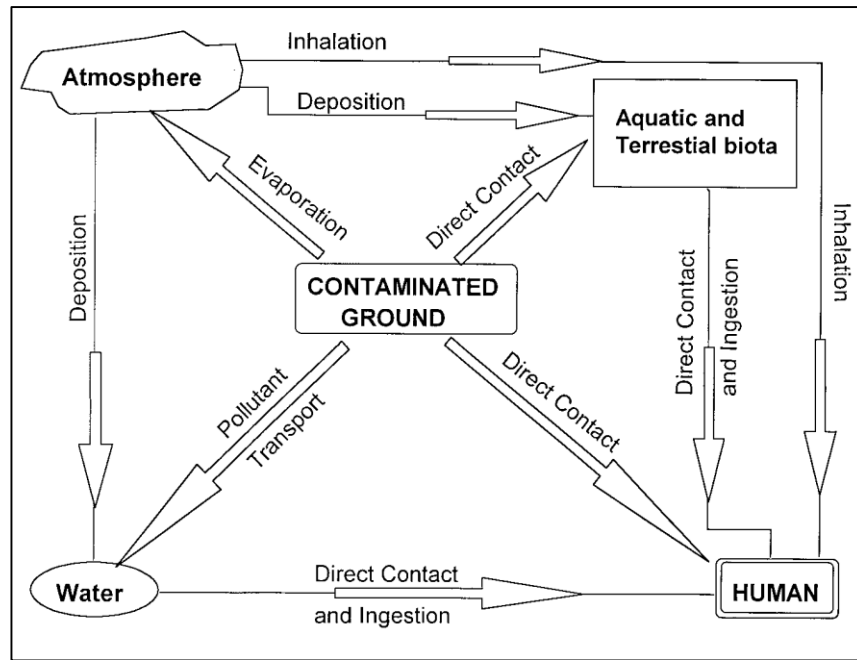 Inhalation
Atmosphere
Deposition
Aquatic and
Terrestial biota
Evaporation
Direct Contact
CONTAMINATED
GROUND
Deposition
Direct Contact
and Ingestion
Inhalation
Pollutant
Transport
Direct Contact
Water
Direct Contact
and Ingestion
HUMAN